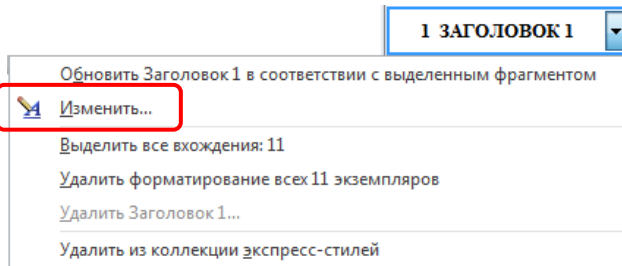 1 ЗАГОЛОВОК 1
Обновить Заголовок 1 в соответствии с выделенным фрагментом
Изменить...
Выделить все вхождения: 11
Удалить форматирование всех 11 экземпляров
Удалить Заголовок 1...
Удалить из коллекции экспресс-стилей